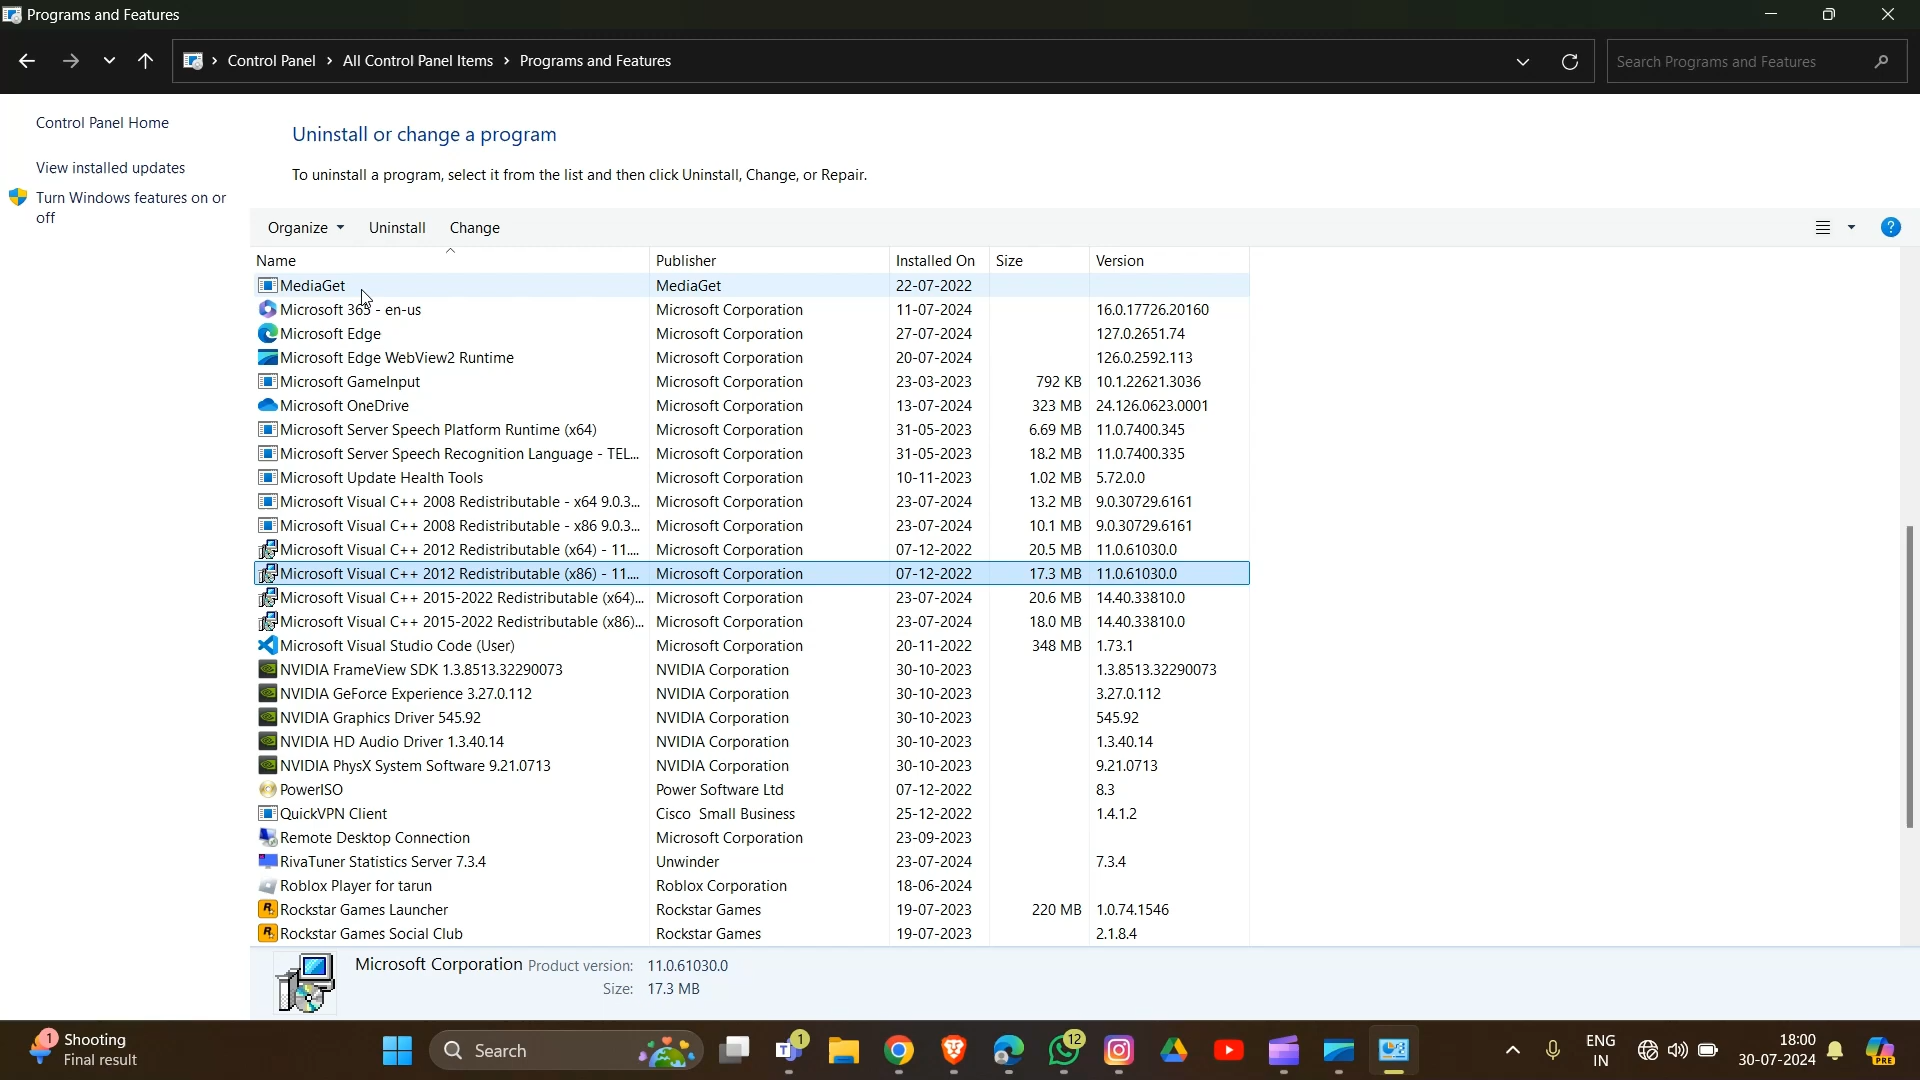 Programs and Features
Control Panel > All Control Panel Items > Programs and Features
Search Programs and Features
Control Panel Home
View installed updates
Turn Windows features on or
off
Uninstall or change a program
To uninstall a program, select it from the list and then click Uninstall, Change, or Repair.
Organize Uninstall Change
Name Publisher Installed On Size Version
MediaGet MediaGet 22-07-2022
Microsoft 365 - en-us Microsoft Corporation 11-07-2024 16.0.17726.20160
Microsoft Edge Microsoft Corporation 27-07-2024 127.0.2651.74
Microsoft Edge WebView2 Runtime Microsoft Corporation 20-07-2024 126.0.2592.113
Microsoft GameInput Microsoft Corporation 23-03-2023 792 KB 10.1.22621.3036
Microsoft OneDrive Microsoft Corporation 13-07-2024 323 MB 24.126.0623.0001
Microsoft Server Speech Platform Runtime (x64) Microsoft Corporation 31-05-2023 6.69 MB 11.0.7400.345
Microsoft Server Speech Recognition Language - TEL... Microsoft Corporation 31-05-2023 18.2 MB 11.0.7400.335
Microsoft Update Health Tools Microsoft Corporation 10-11-2023 1.02 MB 5.72.0.0
Microsoft Visual C++ 2008 Redistributable - x64 9.0.3... Microsoft Corporation 23-07-2024 13.2 MB 9.0.30729.6161
Microsoft Visual C++ 2008 Redistributable - x86 9.0.3... Microsoft Corporation 23-07-2024 10.1 MB 9.0.30729.6161
Microsoft Visual C++ 2012 Redistributable (x64) - 11.... Microsoft Corporation 07-12-2022 20.5 MB 11.0.61030.0
Microsoft Visual C++ 2012 Redistributable (x86) - 11.... Microsoft Corporation 07-12-2022 17.3 MB 11.0.61030.0
Microsoft Visual C++ 2015-2022 Redistributable (x64)... Microsoft Corporation 23-07-2024 20.6 MB 14.40.33810.0
Microsoft Visual C++ 2015-2022 Redistributable (x86)... Microsoft Corporation 23-07-2024 18.0 MB 14.40.33810.0
Microsoft Visual Studio Code (User) Microsoft Corporation 20-11-2022 348 MB 1.73.1
NVIDIA FrameView SDK 1.3.8513.32290073 NVIDIA Corporation 30-10-2023 1.3.8513.32290073
NVIDIA GeForce Experience 3.27.0.112 NVIDIA Corporation 30-10-2023 3.27.0.112
NVIDIA Graphics Driver 545.92 NVIDIA Corporation 30-10-2023 545.92
NVIDIA HD Audio Driver 1.3.40.14 NVIDIA Corporation 30-10-2023 1.3.40.14
NVIDIA PhysX System Software 9.21.0713 NVIDIA Corporation 30-10-2023 9.21.0713
PowerISO Power Software Ltd 07-12-2022 8.3
QuickVPN Client Cisco Small Business 25-12-2022 1.4.1.2
Remote Desktop Connection Microsoft Corporation 23-09-2023
RivaTuner Statistics Server 7.3.4 Unwinder 23-07-2024 7.3.4
Roblox Player for tarun Roblox Corporation 18-06-2024
Rockstar Games Launcher Rockstar Games 19-07-2023 220 MB 1.0.74.1546
Rockstar Games Social Club Rockstar Games 19-07-2023 2.1.8.4
Microsoft Corporation Product version: 11.0.61030.0
Size: 17.3 MB
1 Shooting
Final result
Search
1
12
ENG
IN
18:00
30-07-2024
PRE